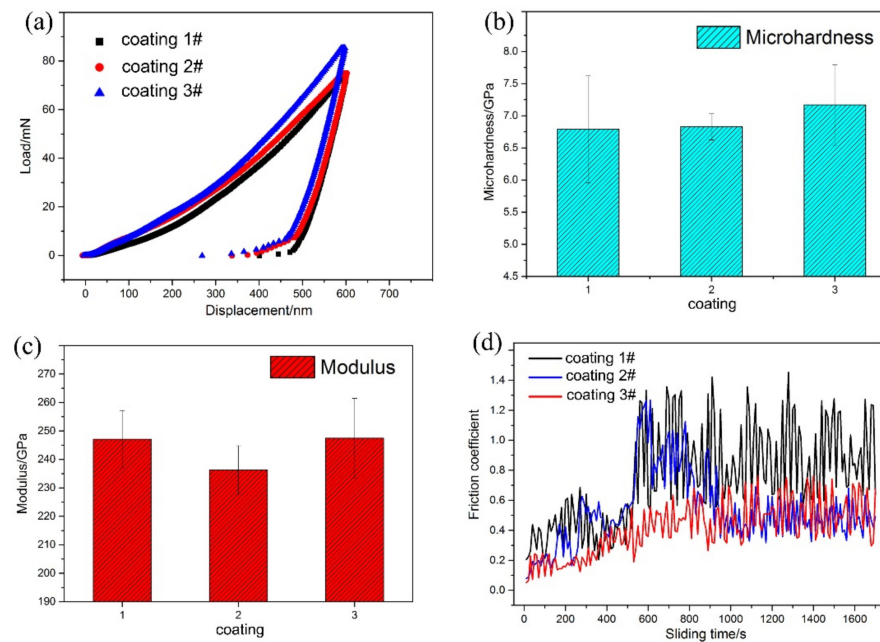 (a)
coating 1#
coating 2#
coating 3#
Load/mN
80
60
40
20
0
0 100 200 300 400 500 600 700
Displacement/nm
(b)
Microhardness
Microhardness/GPa
8.0
7.5
7.0
6.5
6.0
5.5
5.0
4.5
1 2 3
coating
(c)
Modulus
Modulus/GPa
280
270
260
250
240
230
220
210
200
190
1 2 3
coating
(d)
coating 1#
coating 2#
coating 3#
Friction coefficient
1.4
1.2
1.0
0.8
0.6
0.4
0.2
0.0
0 200 400 600 800 1000 1200 1400 1600
Sliding time/s